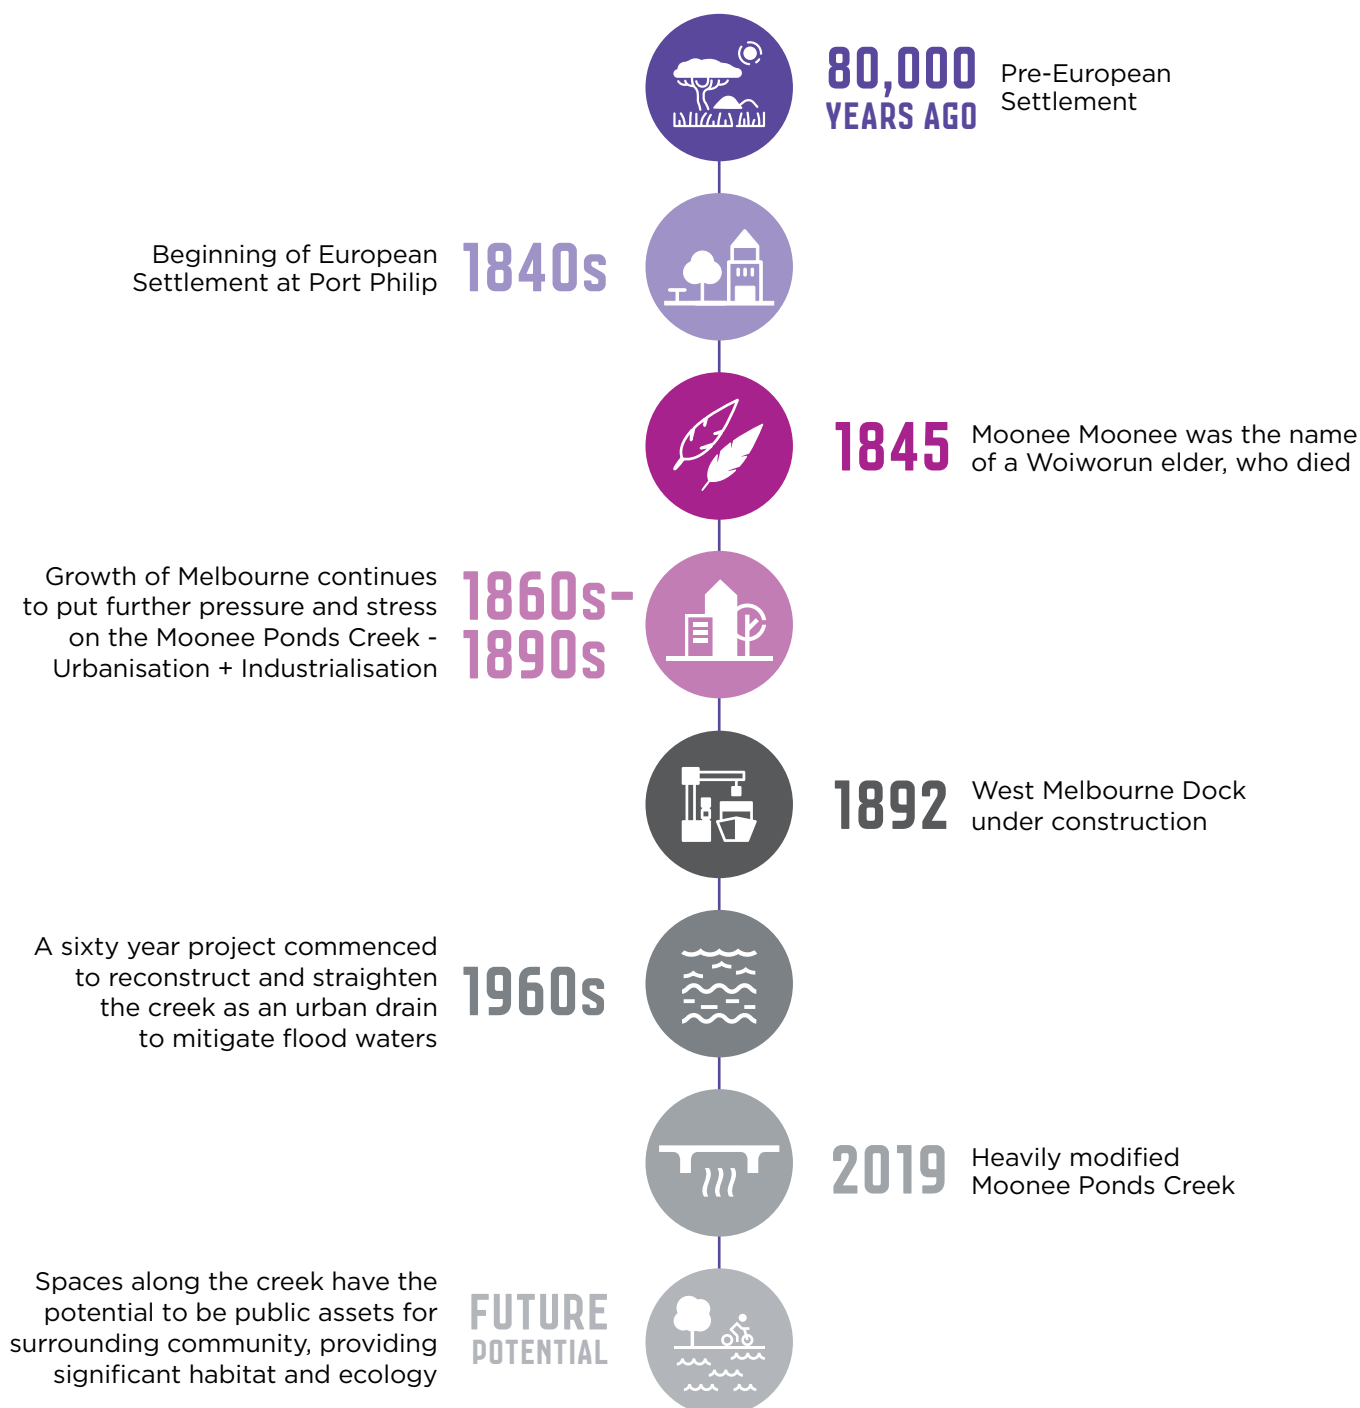 80,000
YEARS AGO
Pre-European
Settlement
Beginning of European
Settlement at Port Philip
1840s
1845
Moonee Moonee was the name
of a Woiworun elder, who died
Growth of Melbourne continues
to put further pressure and stress
on the Moonee Ponds Creek -
Urbanisation + Industrialisation
1860s-
1890s
1892
West Melbourne Dock
under construction
A sixty year project commenced
to reconstruct and straighten
the creek as an urban drain
to mitigate flood waters
1960s
2019
Heavily modified
Moonee Ponds Creek
Spaces along the creek have the
potential to be public assets for
surrounding community, providing
significant habitat and ecology
FUTURE
POTENTIAL